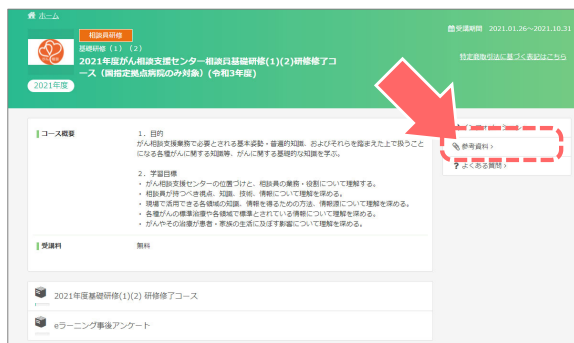 ホーム
相談員研修
基礎研修（1）（2）
2021年度がん相談支援センター相談員基礎研修(1)(2)研修修了コ
ース（国指定拠点病院のみ対象）(令和3年度)
2021年度
受講期間 2021.01.26～2021.10.31
特定商取引法に基づく表記はこちら
コース概要
1．目的
がん相談支援業務で必要とされる基本姿勢・普遍的知識、およびそれらを踏まえた上で扱うこと
になる各種がんに関する知識等、がんに関する基礎的な知識を学ぶ。
2．学習目標
・ がん相談支援センターの位置づけと、相談員の業務・役割について理解する。
・ 相談員が持つべき視点、知識、技術、情報について理解を深める。
・ 現場で活用できる各領域の知識、情報を得るための方法、情報源について理解を深める。
・ 各種がんの標準治療や各領域で標準とされている情報について理解を深める。
・ がんやその治療が患者・家族の生活に及ぼす影響について理解する。
受講料
無料
参考資料 ›
? よくある質問 ›
2021年度基礎研修(1)(2) 研修修了コース
eラーニング事後アンケート